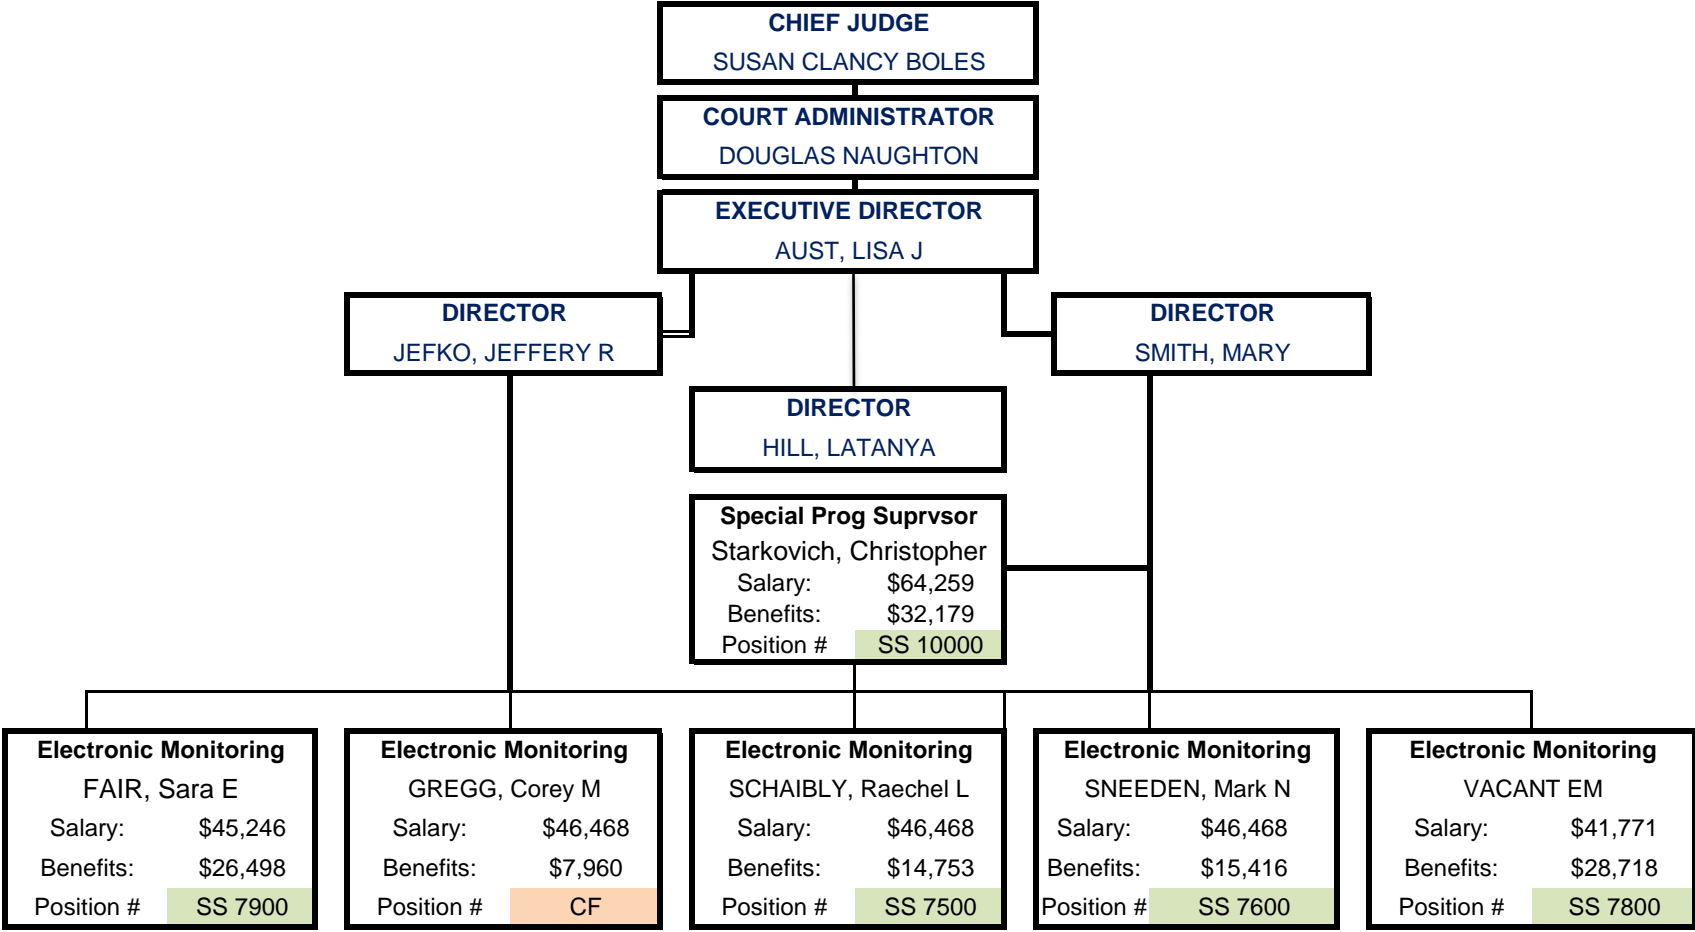 CHIEF JUDGE
SUSAN CLANCY BOLES
COURT ADMINISTRATOR
DOUGLAS NAUGHTON
EXECUTIVE DIRECTOR
AUST, LISA J
DIRECTOR
JEFKO, JEFFERY R
DIRECTOR
SMITH, MARY
DIRECTOR
HILL, LATANYA
Special Prog Suprvsor
Starkovich, Christopher
Salary: $64,259
Benefits: $32,179
Position # SS 10000
Electronic Monitoring
FAIR, Sara E
Salary: $45,246
Benefits: $26,498
Position # SS 7900
Electronic Monitoring
GREGG, Corey M
Salary: $46,468
Benefits: $7,960
Position # CF
Electronic Monitoring
SCHAIBLY, Raechel L
Salary: $46,468
Benefits: $14,753
Position # SS 7500
Electronic Monitoring
SNEEDEN, Mark N
Salary: $46,468
Benefits: $15,416
Position # SS 7600
Electronic Monitoring
VACANT EM
Salary: $41,771
Benefits: $28,718
Position # SS 7800